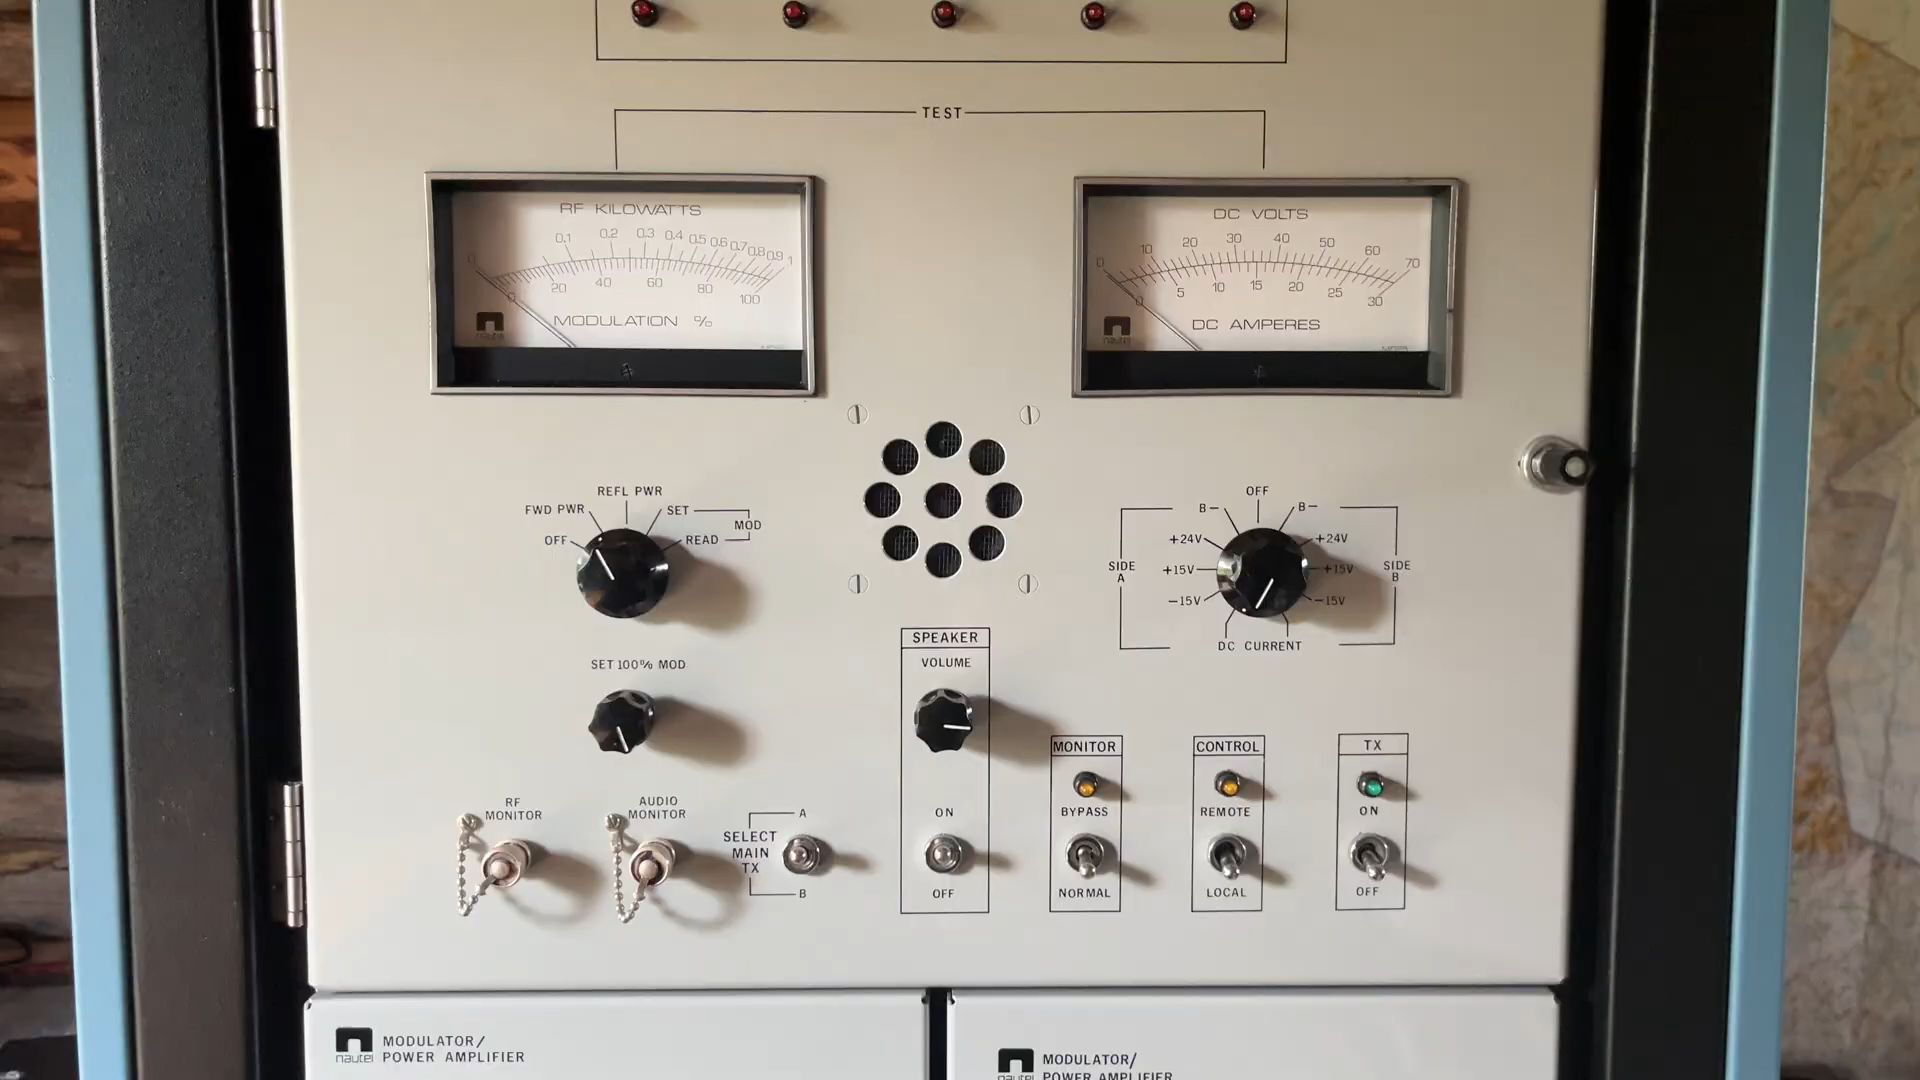 TEST
RF KILOWATTS
0 0.1 0.2 0.3 0.4 0.5 0.6 0.7 0.8 0.9 1
0 20 40 60 80 100
MODULATION %
nautel
DC VOLTS
0 10 20 30 40 50 60 70
0 5 10 15 20 25 30
DC AMPERES
nautel
REFL PWR
FWD PWR
SET
MOD
OFF
READ
OFF
B- B-
+24V +24V
SIDE A
+15V +15V
SIDE B
-15V -15V
DC CURRENT
SET 100% MOD
SPEAKER
VOLUME
ON
OFF
MONITOR
BYPASS
NORMAL
CONTROL
REMOTE
LOCAL
TX
ON
OFF
RF
MONITOR
AUDIO
MONITOR
A
SELECT
MAIN
TX
B
nautel
MODULATOR/
POWER AMPLIFIER
nautel
MODULATOR/
POWER AMPLIFIER